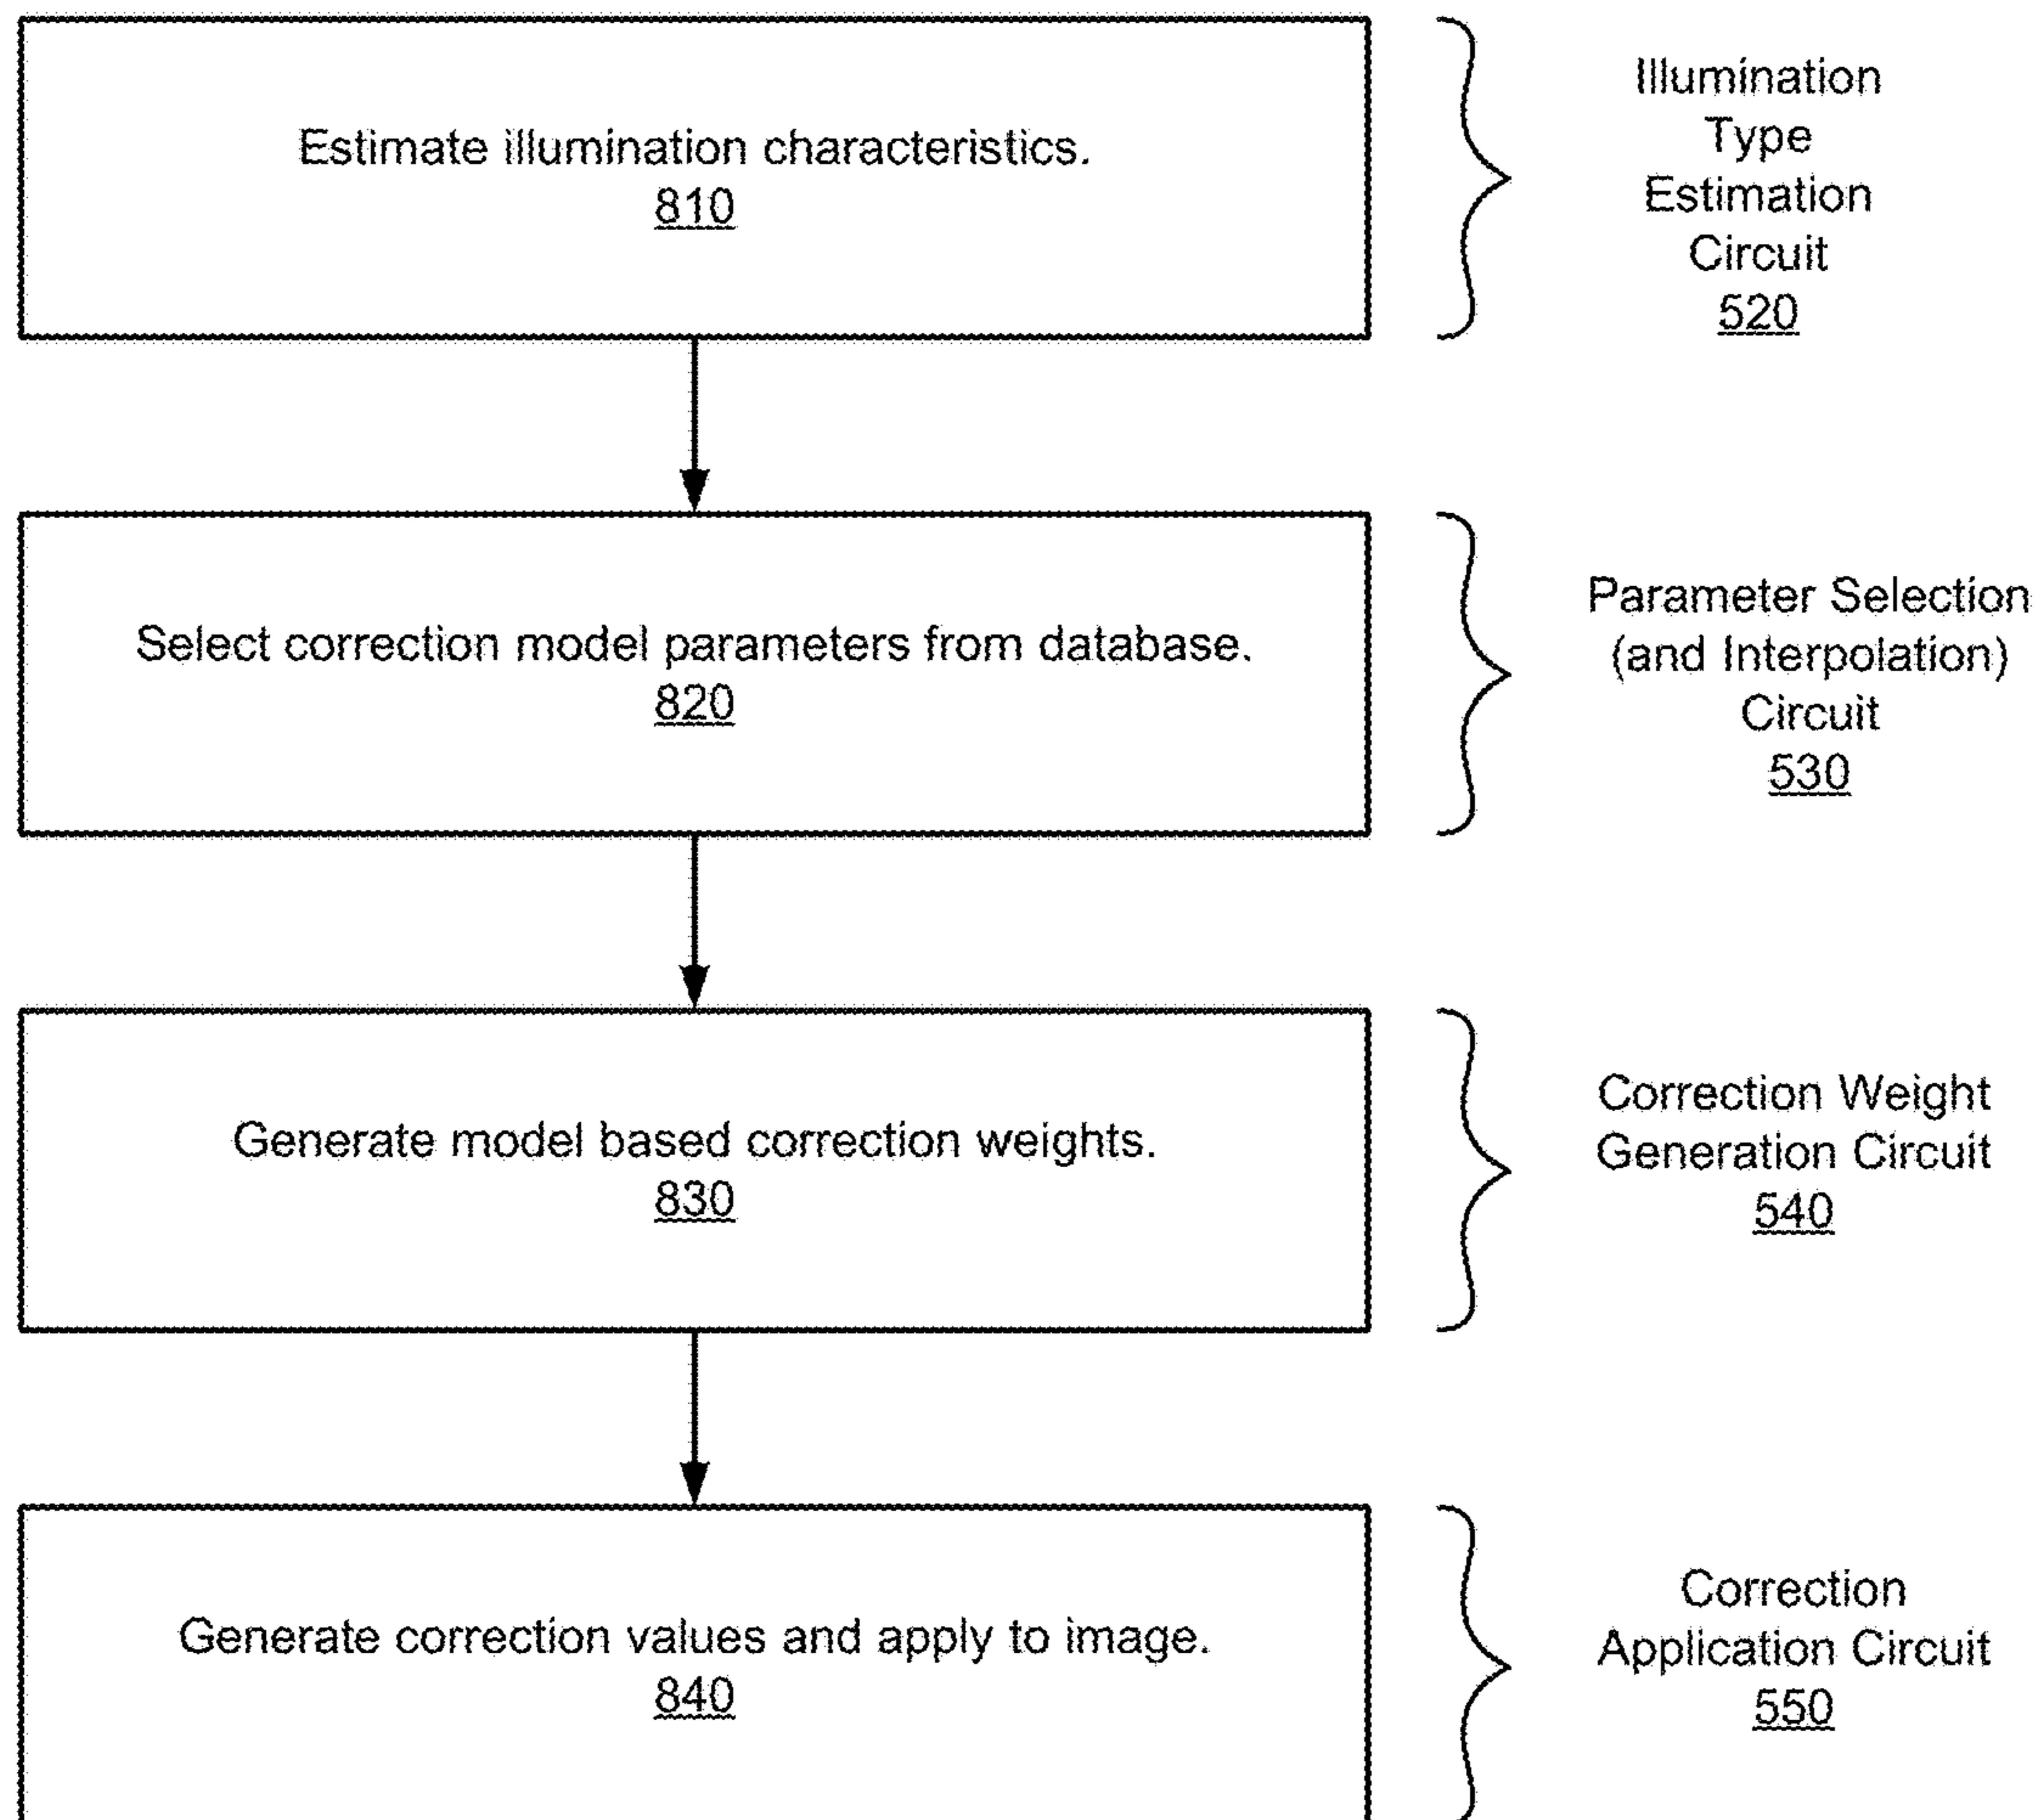 Estimate illumination characteristics.
810
Illumination
Type
Estimation
Circuit
520
Select correction model parameters from database.
820
Parameter Selection
(and Interpolation)
Circuit
530
Generate model based correction weights.
830
Correction Weight
Generation Circuit
540
Generate correction values and apply to image.
840
Correction
Application Circuit
550